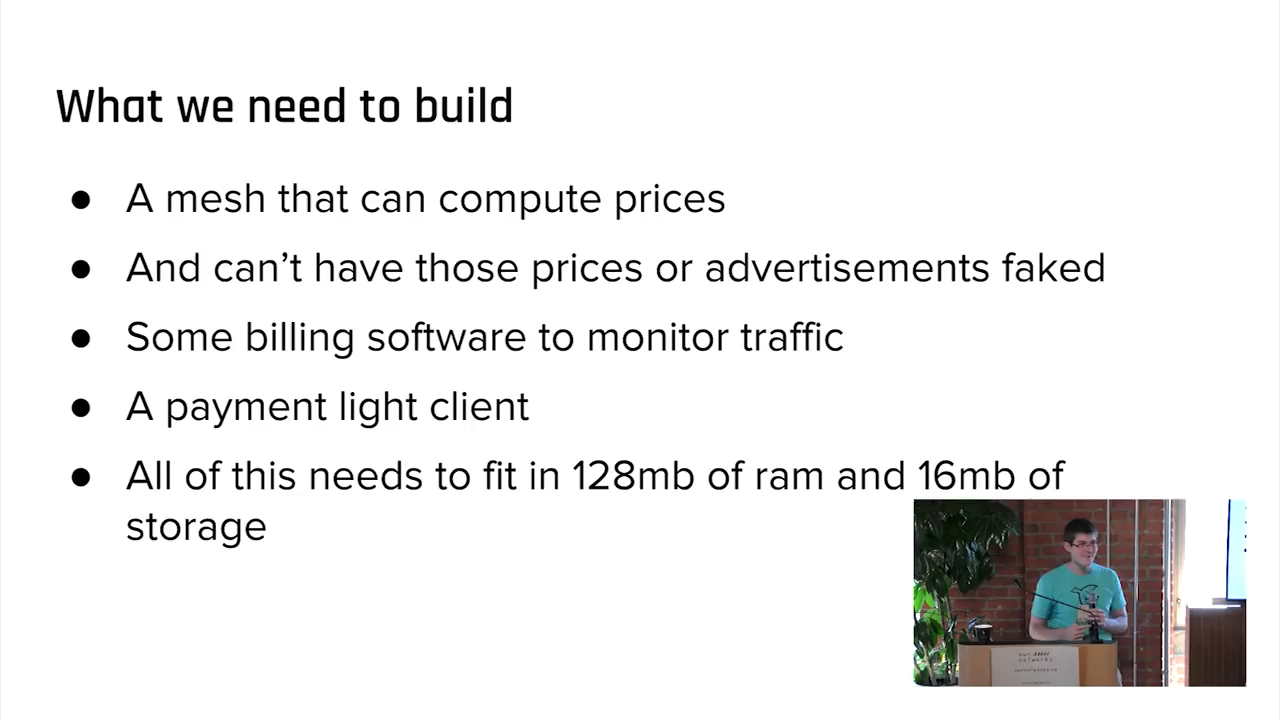 What we need to build
● A mesh that can compute prices
● And can’t have those prices or advertisements faked
● Some billing software to monitor traffic
● A payment light client
● All of this needs to fit in 128mb of ram and 16mb of
storage